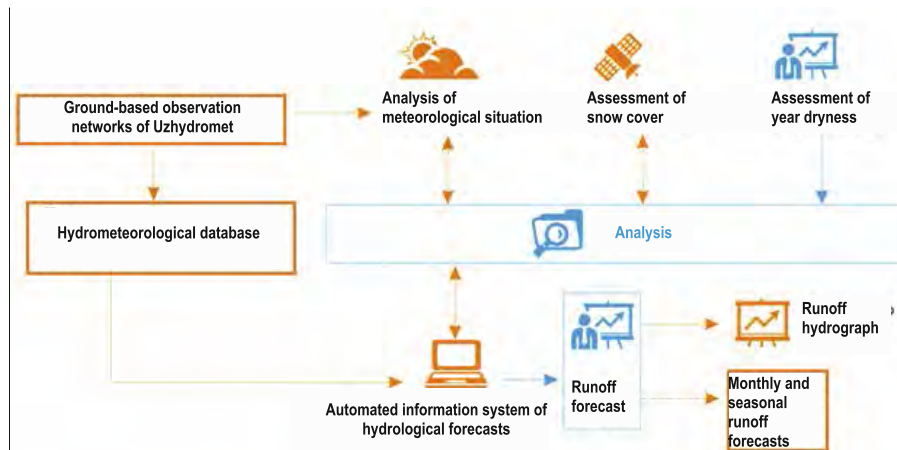 Ground-based observation
networks of Uzhydromet
Analysis of
meteorological situation
Assessment of
snow cover
Assessment of
year dryness
Hydrometeorological database
Analysis
Automated information system of
hydrological forecasts
Runoff
forecast
Runoff
hydrograph
Monthly and
seasonal
runoff
forecasts